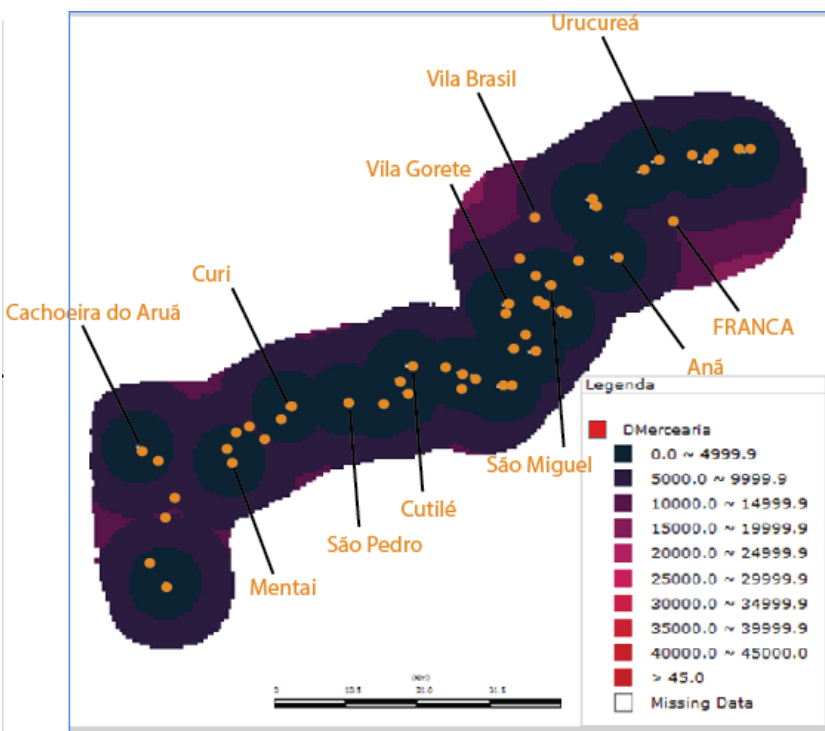 Urucureá
Vila Brasil
Vila Gorete
Curi
Cachoeira do Aruã
FRANCA
Anã
Legenda
DMercearia
0.0 ~ 4999.9
5000.0 ~ 9999.9
10000.0 ~ 14999.9
15000.0 ~ 19999.9
20000.0 ~ 24999.9
25000.0 ~ 29999.9
30000.0 ~ 34999.9
35000.0 ~ 39999.9
40000.0 ~ 45000.0
> 45.0
Missing Data
São Miguel
Cutilé
São Pedro
Mentai
0